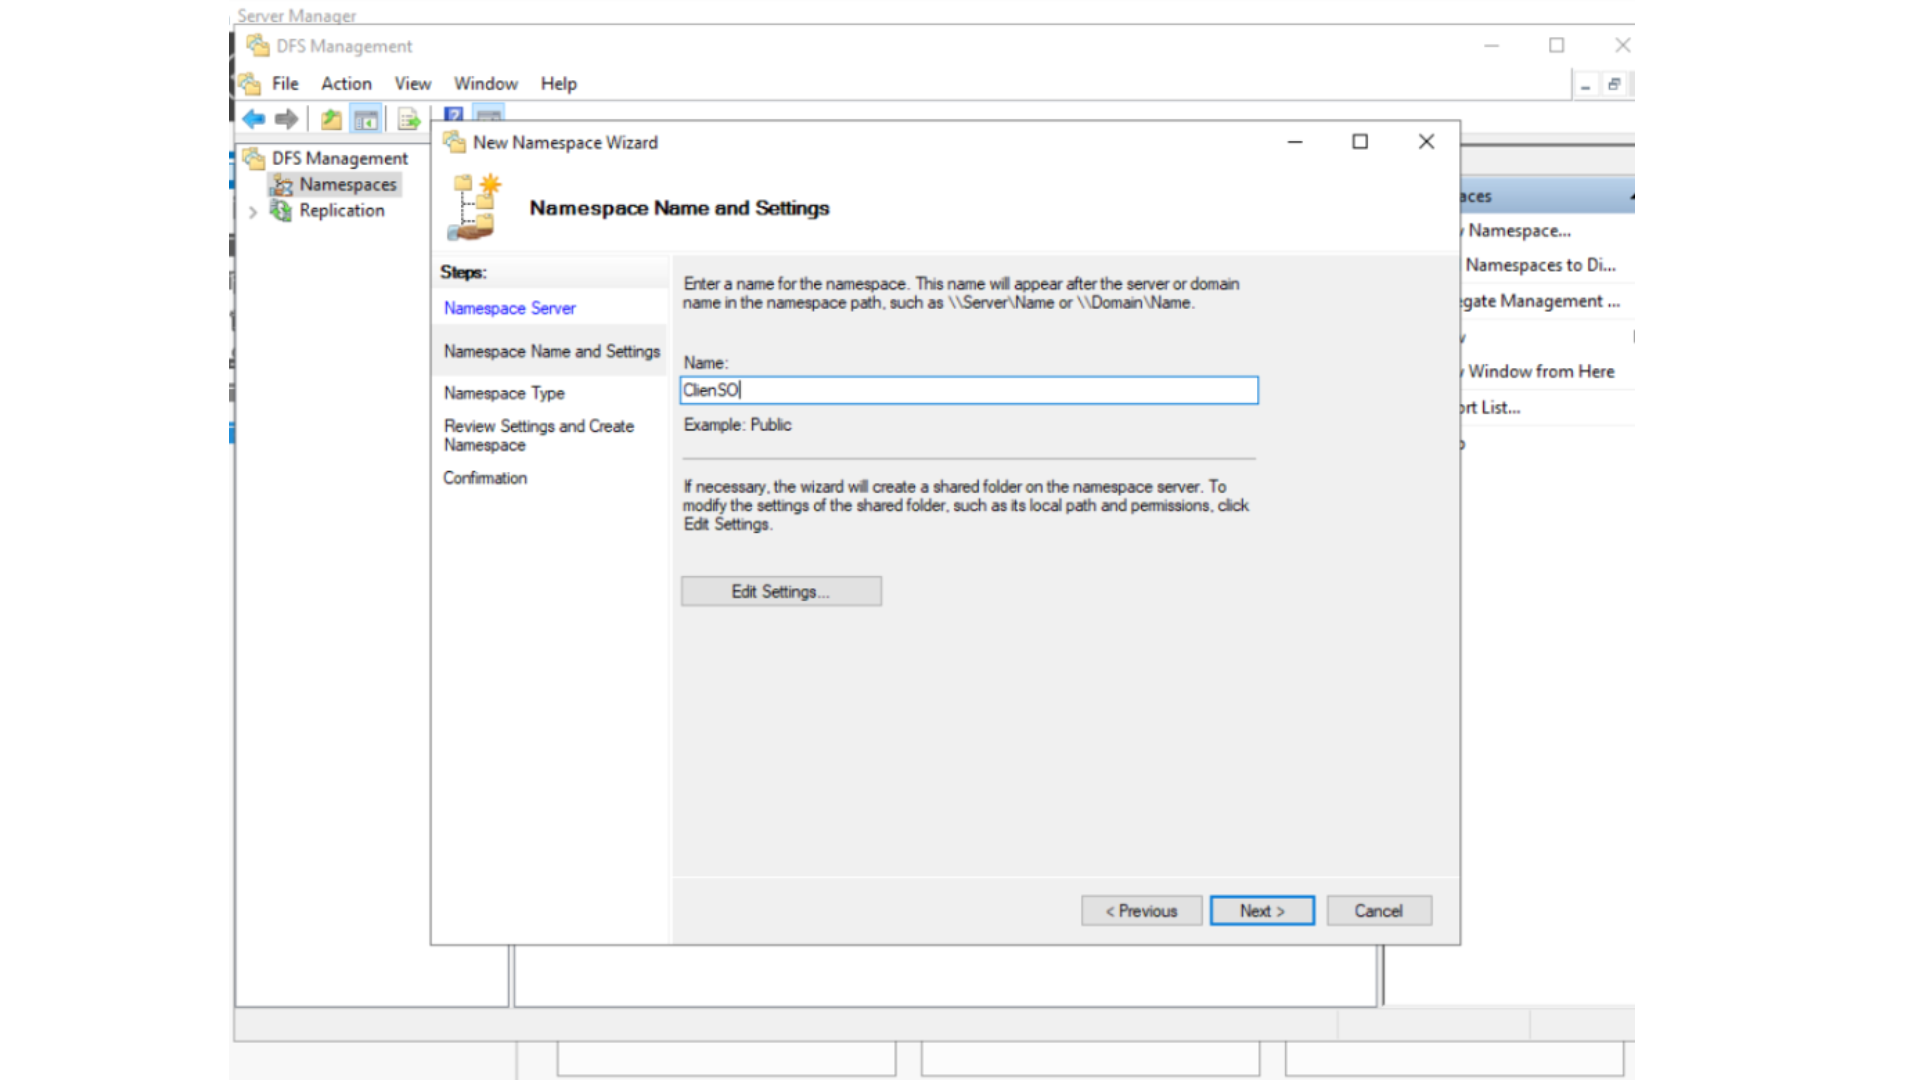 Server Manager
DFS Management
File Action View Window Help
New Namespace Wizard
DFS Management
Namespaces
Replication
Namespace Name and Settings
Steps:
Namespace Server
Namespace Name and Settings
Namespace Type
Review Settings and Create
Namespace
Confirmation
Enter a name for the namespace. This name will appear after the server or domain
name in the namespace path, such as \\Server\Name or \\Domain\Name.
Name:
ClienSO
Example: Public
If necessary, the wizard will create a shared folder on the namespace server. To
modify the settings of the shared folder, such as its local path and permissions, click
Edit Settings.
Edit Settings...
< Previous Next > Cancel
aces
Namespace...
Namespaces to Di...
egate Management ...
Window from Here
ort List...